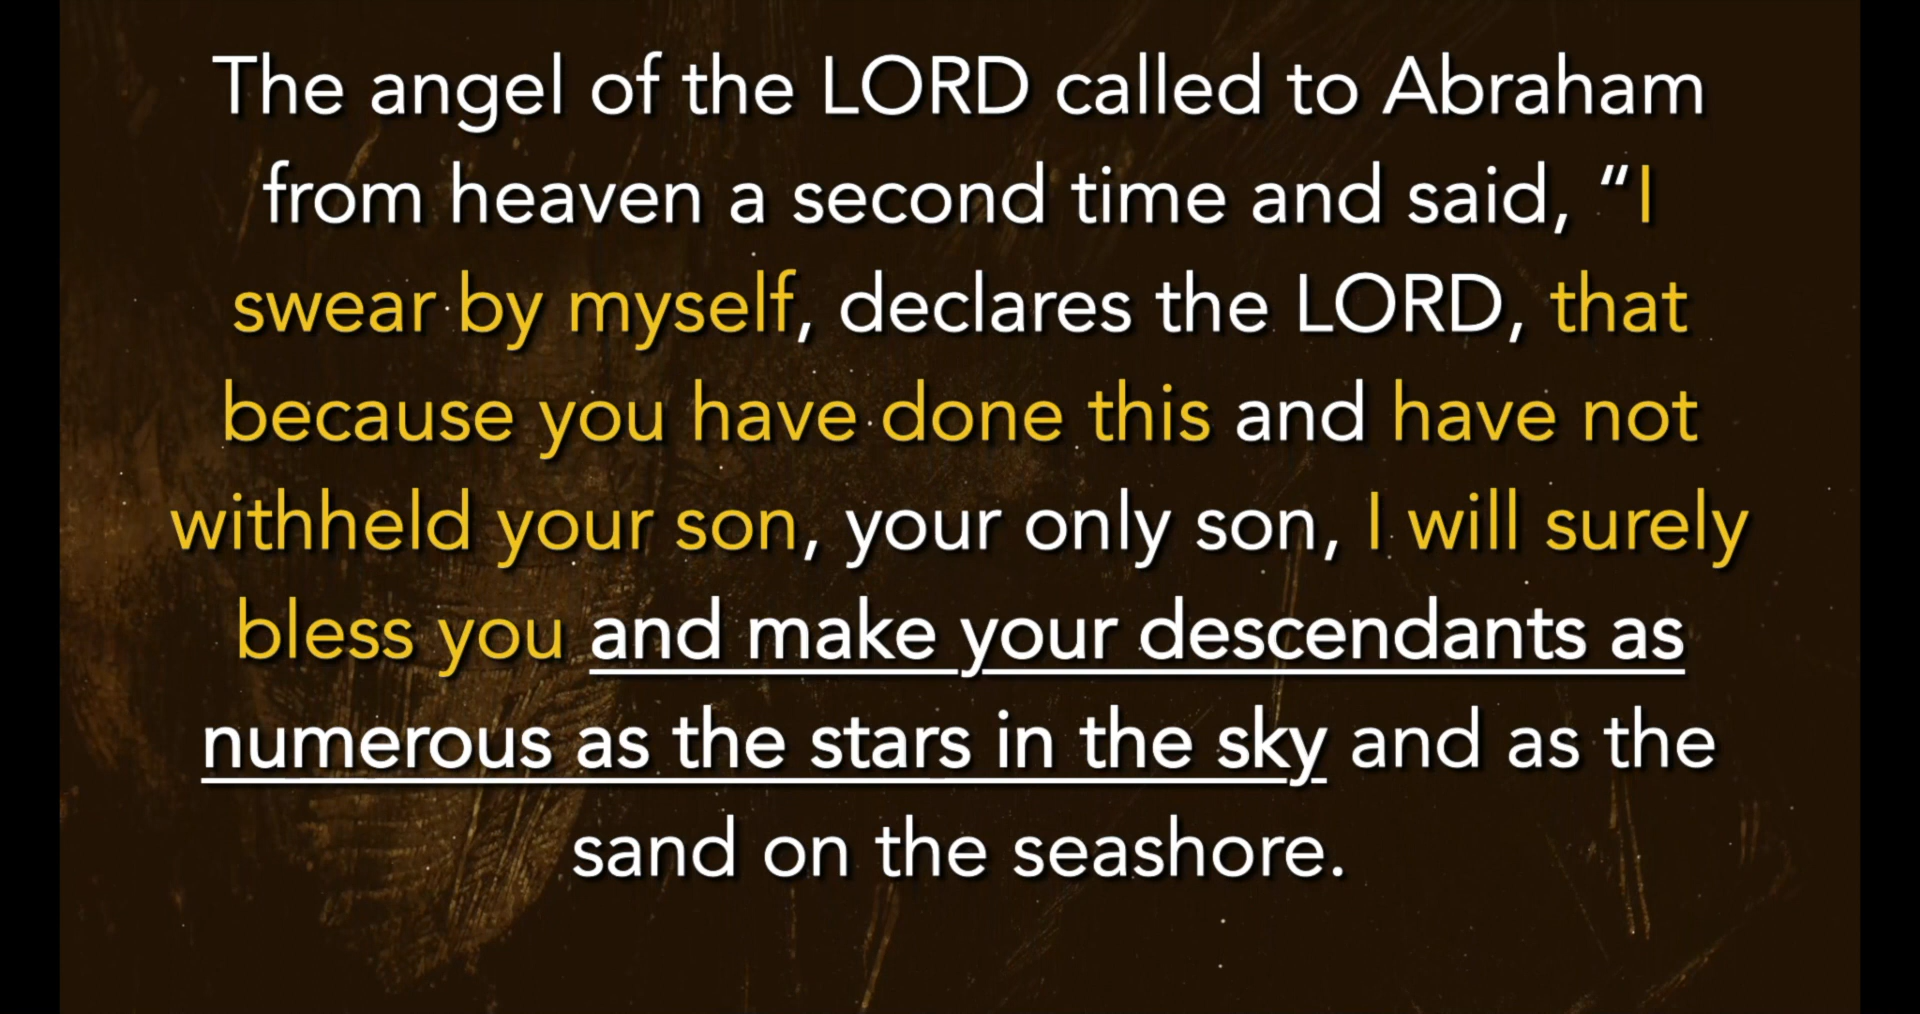 The angel of the LORD called to Abraham
from heaven a second time and said, “I
swear by myself, declares the LORD, that
because you have done this and have not
withheld your son, your only son, I will surely
bless you and make your descendants as
numerous as the stars in the sky and as the
sand on the seashore.